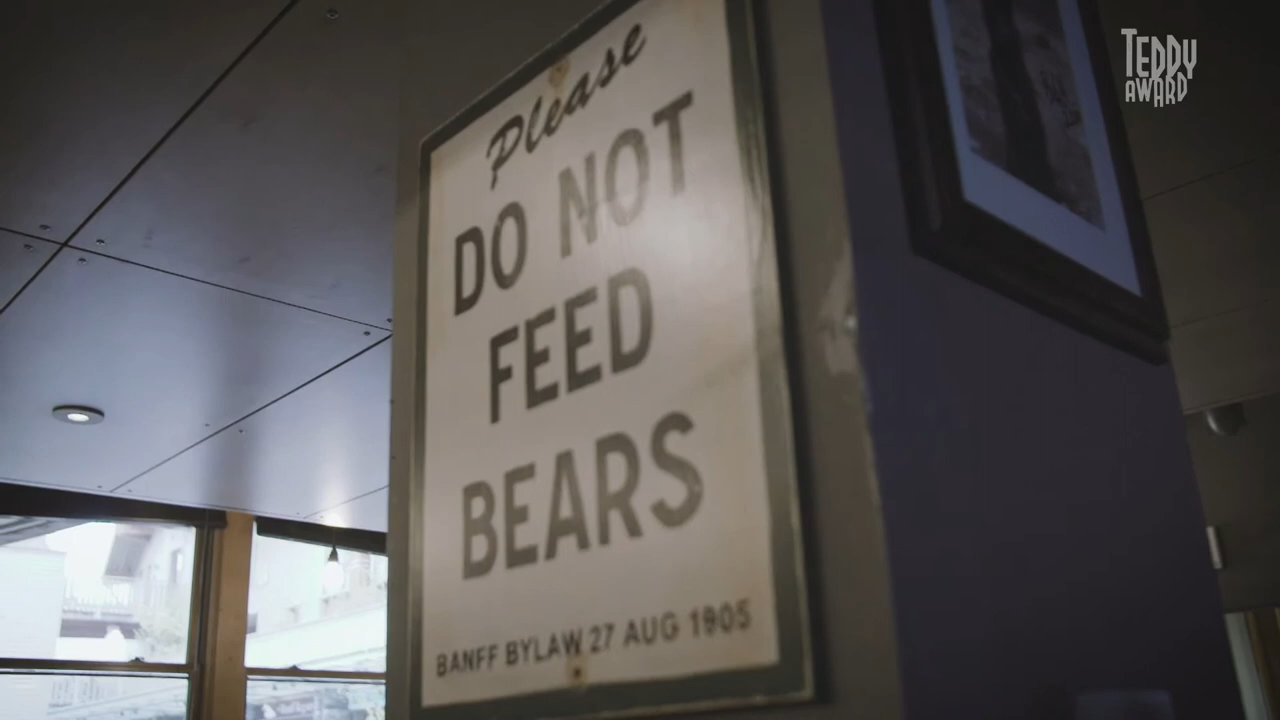 Please
DO NOT
FEED
BEARS
BANFF BYLAW 27 AUG 1905
TEDDY
AWARD